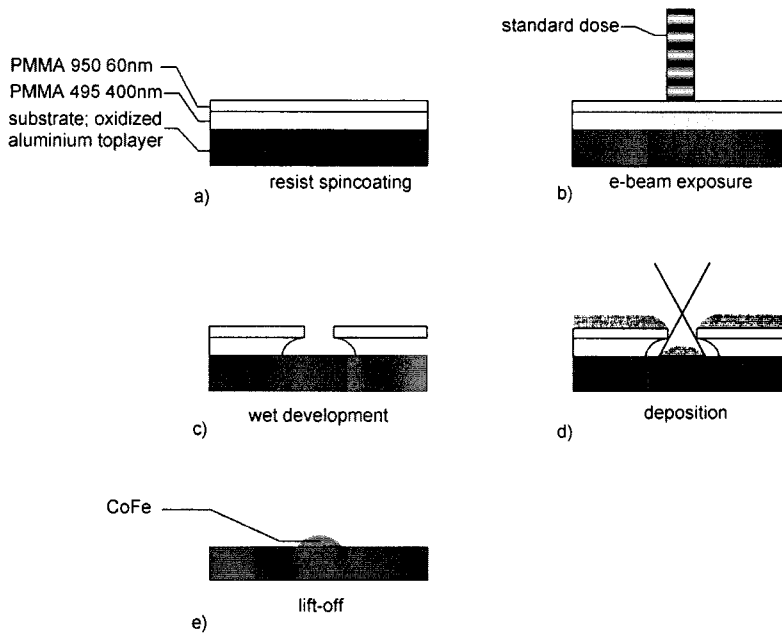 PMMA 950 60nm
PMMA 495 400nm
substrate; oxidized
aluminium toplayer
resist spincoating
a)
standard dose
e-beam exposure
b)
wet development
c)
deposition
d)
CoFe
lift-off
e)